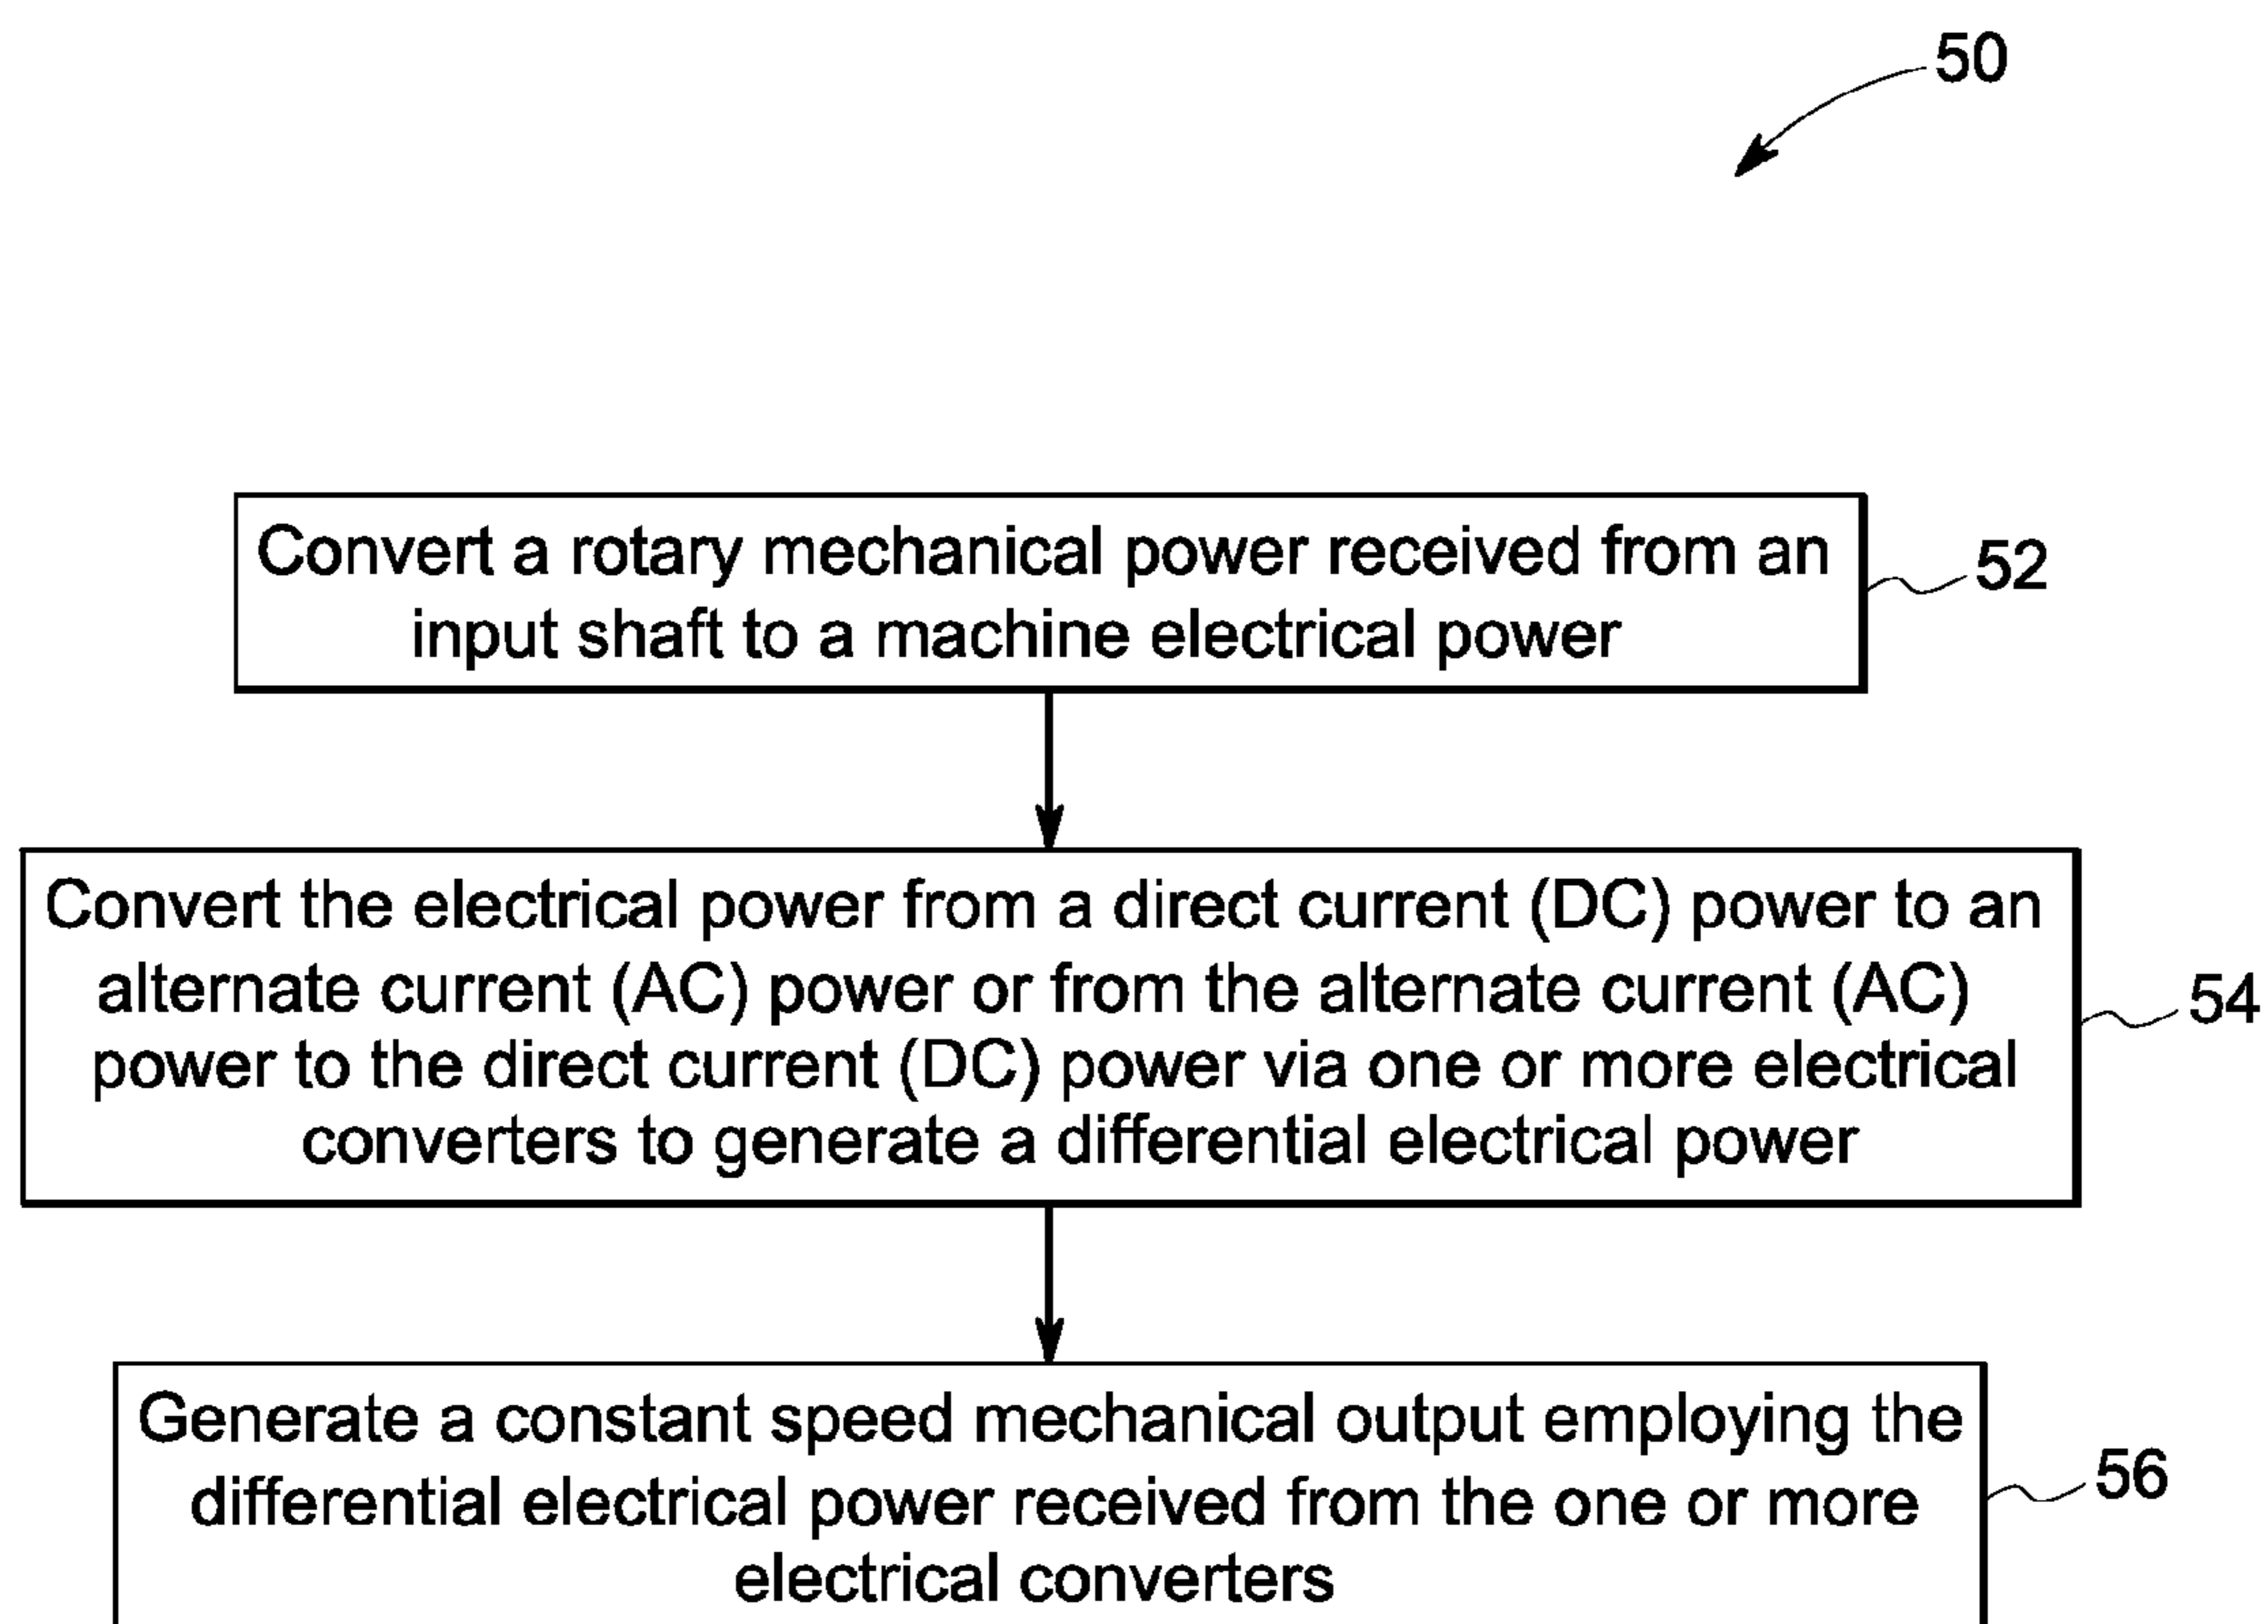 50
Convert a rotary mechanical power received from an
input shaft to a machine electrical power
52
Convert the electrical power from a direct current (DC) power to an
alternate current (AC) power or from the alternate current (AC)
power to the direct current (DC) power via one or more electrical
converters to generate a differential electrical power
54
Generate a constant speed mechanical output employing the
differential electrical power received from the one or more
electrical converters
56